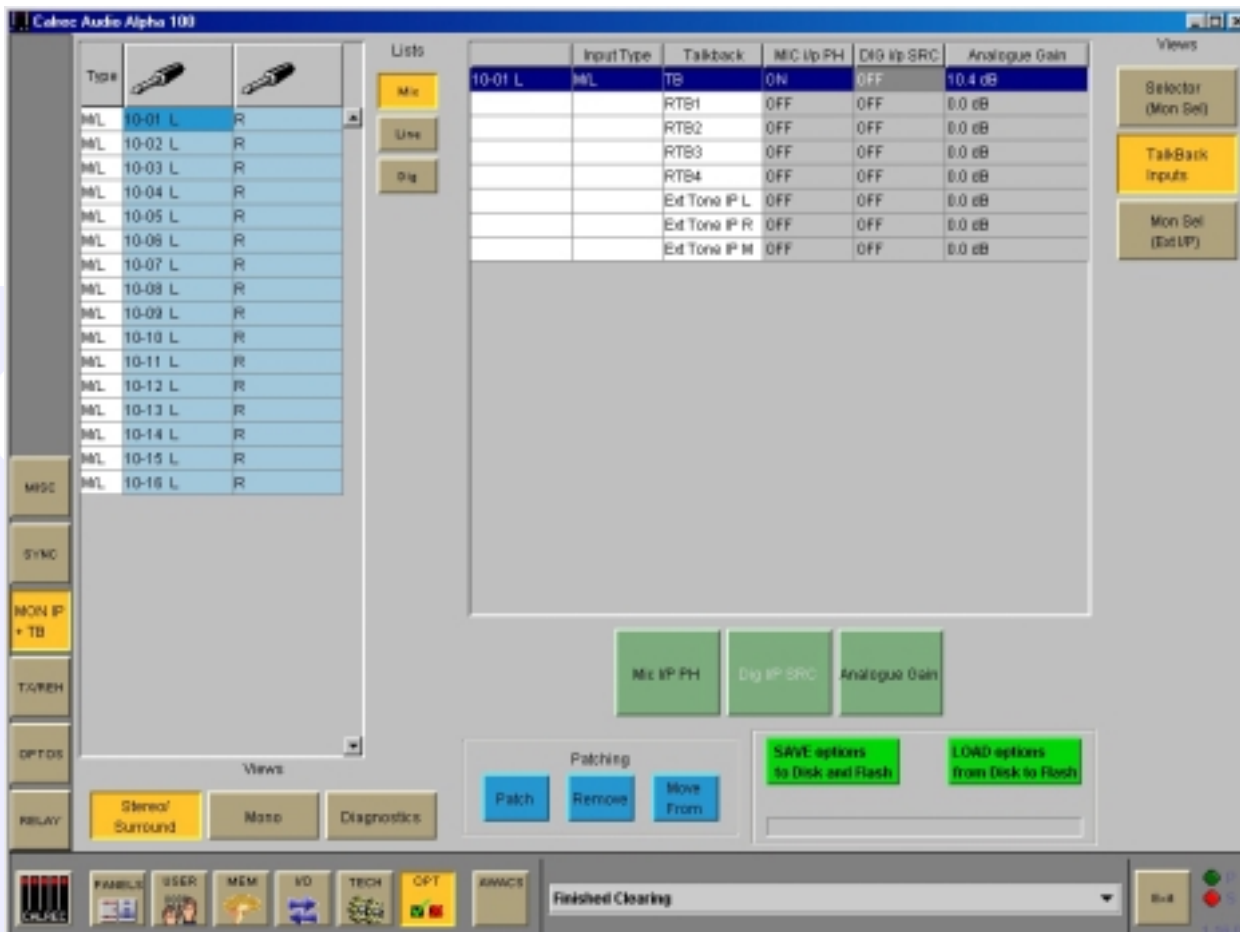 Calrec Audio Alpha 100
Type
M/L 10-01 L R
M/L 10-02 L R
M/L 10-03 L R
M/L 10-04 L R
M/L 10-05 L R
M/L 10-06 L R
M/L 10-07 L R
M/L 10-08 L R
M/L 10-09 L R
M/L 10-10 L R
M/L 10-11 L R
M/L 10-12 L R
M/L 10-13 L R
M/L 10-14 L R
M/L 10-15 L R
M/L 10-16 L R
Lists
Mic
Line
Dig
Input Type Talkback MIC I/p PH DIG I/p SRC Analogue Gain
10-01 L M/L TB ON OFF 10.4 dB
RTB1 OFF OFF 0.0 dB
RTB2 OFF OFF 0.0 dB
RTB3 OFF OFF 0.0 dB
RTB4 OFF OFF 0.0 dB
Ext Tone IP L OFF OFF 0.0 dB
Ext Tone IP R OFF OFF 0.0 dB
Ext Tone IP M OFF OFF 0.0 dB
Views
Selector
(Mon Sel)
TalkBack
Inputs
Mon Sel
(Ext I/P)
MISC
SYNC
MON IP
+ TB
TX/REH
OPTOS
RELAY
Mic I/P PH
Dig I/P SRC
Analogue Gain
Views
Stereo/
Surround
Mono
Diagnostics
Patching
Patch
Remove
Move
From
SAVE options
to Disk and Flash
LOAD options
from Disk to Flash
CALREC
PANELS
USER
MEM
I/O
TECH
OPT
AWACS
Finished Clearing
Exit